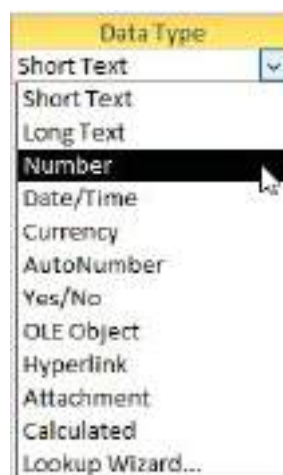 Data Type
Short Text
Short Text
Long Text
Number
Date/Time
Currency
AutoNumber
Yes/No
OLE Object
Hyperlink
Attachment
Calculated
Lookup Wizard...